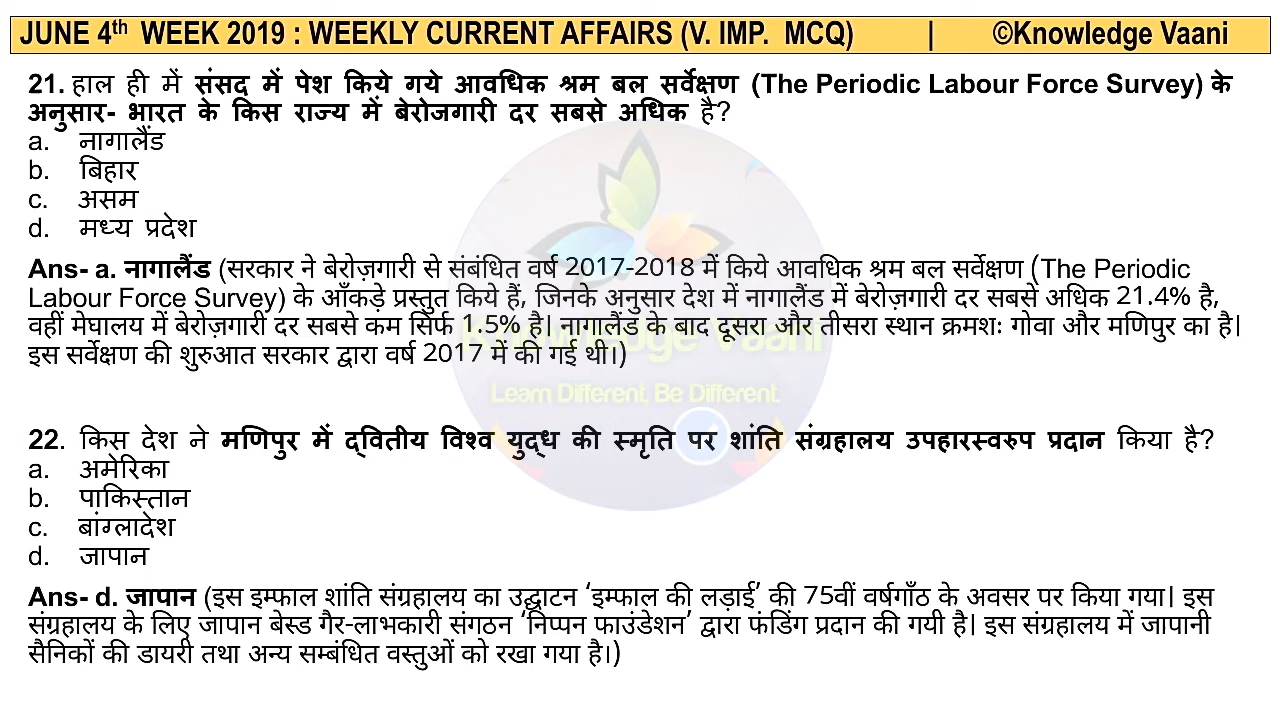 JUNE 4th WEEK 2019 : WEEKLY CURRENT AFFAIRS (V. IMP. MCQ) | ©Knowledge Vaani
21. हाल ही में संसद में पेश किये गये आवधिक श्रम बल सर्वेक्षण (The Periodic Labour Force Survey) के
अनुसार- भारत के किस राज्य में बेरोजगारी दर सबसे अधिक है?
a. नागालैंड
b. बिहार
c. असम
d. मध्य प्रदेश
Ans- a. नागालैंड (सरकार ने बेरोज़गारी से संबंधित वर्ष 2017-2018 में किये आवधिक श्रम बल सर्वेक्षण (The Periodic
Labour Force Survey) के आँकड़े प्रस्तुत किये हैं, जिनके अनुसार देश में नागालैंड में बेरोज़गारी दर सबसे अधिक 21.4% है,
वहीं मेघालय में बेरोज़गारी दर सबसे कम सिर्फ 1.5% है। नागालैंड के बाद दूसरा और तीसरा स्थान क्रमशः गोवा और मणिपुर का है।
इस सर्वेक्षण की शुरुआत सरकार द्वारा वर्ष 2017 में की गई थी।)
Knowledge Vaani
Learn Different, Be Different
22. किस देश ने मणिपुर में द्वितीय विश्व युद्ध की स्मृति पर शांति संग्रहालय उपहारस्वरुप प्रदान किया है?
a. अमेरिका
b. पाकिस्तान
c. बांग्लादेश
d. जापान
Ans- d. जापान (इस इम्फाल शांति संग्रहालय का उद्घाटन ‘इम्फाल की लड़ाई’ की 75वीं वर्षगाँठ के अवसर पर किया गया। इस
संग्रहालय के लिए जापान बेस्ड गैर-लाभकारी संगठन ‘निप्पन फाउंडेशन’ द्वारा फंडिंग प्रदान की गयी है। इस संग्रहालय में जापानी
सैनिकों की डायरी तथा अन्य सम्बंधित वस्तुओं को रखा गया है।)